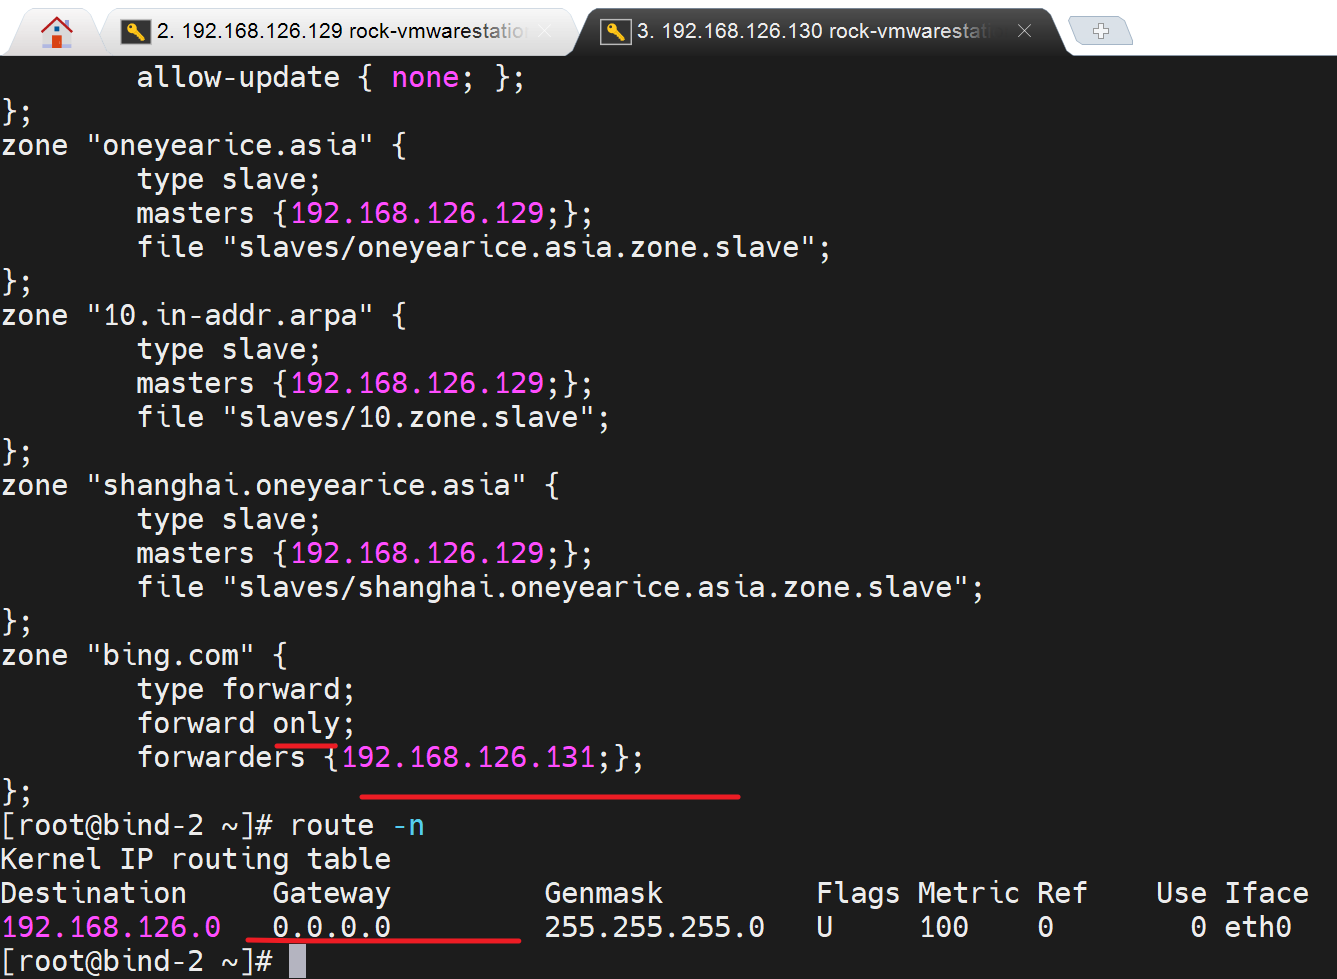 2. 192.168.126.129 rock-vmwarestatio
3. 192.168.126.130 rock-vmwarestati
allow-update { none; };
};
zone "oneyearice.asia" {
type slave;
masters {192.168.126.129;};
file "slaves/oneyearice.asia.zone.slave";
};
zone "10.in-addr.arpa" {
type slave;
masters {192.168.126.129;};
file "slaves/10.zone.slave";
};
zone "shanghai.oneyearice.asia" {
type slave;
masters {192.168.126.129;};
file "slaves/shanghai.oneyearice.asia.zone.slave";
};
zone "bing.com" {
type forward;
forward only;
forwarders {192.168.126.131;};
};
[root@bind-2 ~]# route -n
Kernel IP routing table
Destination Gateway Genmask Flags Metric Ref Use Iface
192.168.126.0 0.0.0.0 255.255.255.0 U 100 0 0 eth0
[root@bind-2 ~]#